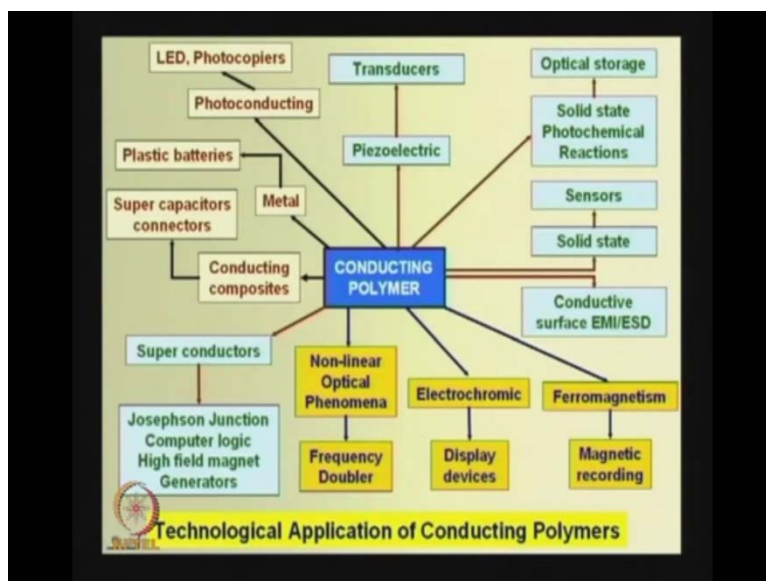 LED, Photocopiers
Photoconducting
Plastic batteries
Metal
Super capacitors
connectors
Conducting
composites
Transducers
Piezoelectric
Optical storage
Solid state
Photochemical
Reactions
Sensors
Solid state
Conductive
surface EMI/ESD
CONDUCTING
POLYMER
Super conductors
Josephson Junction
Computer logic
High field magnet
Generators
Non-linear
Optical
Phenomena
Frequency
Doubler
Electrochromic
Display
devices
Ferromagnetism
Magnetic
recording
Technological Application of Conducting Polymers